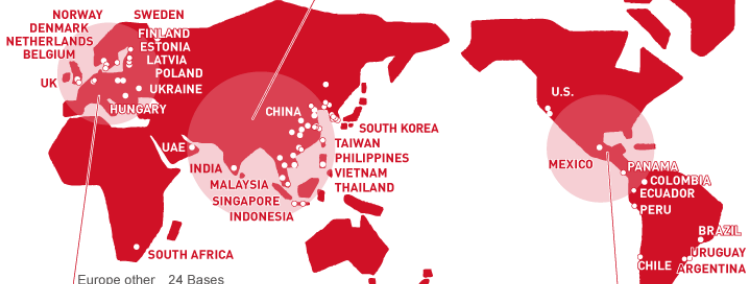 NORWAY
SWEDEN
DENMARK
FINLAND
NETHERLANDS
ESTONIA
BELGIUM
LATVIA
POLAND
UK
UKRAINE
HUNGARY
CHINA
SOUTH KOREA
UAE
TAIWAN
PHILIPPINES
INDIA
VIETNAM
MALAYSIA
THAILAND
SINGAPORE
INDONESIA
SOUTH AFRICA
Europe other 24 Bases
U.S.
MEXICO
PANAMA
COLOMBIA
ECUADOR
PERU
BRAZIL
URUGUAY
CHILE
ARGENTINA